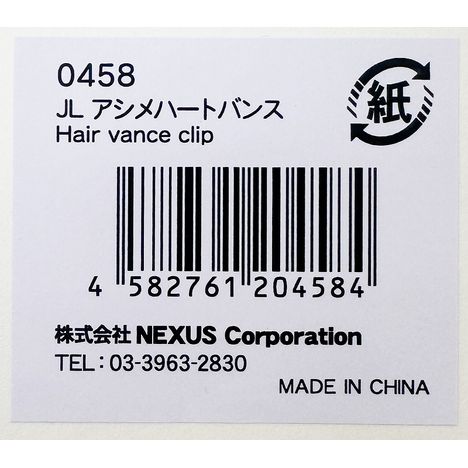 0458
紙
JL アシメハートバンス
Hair vance clip
4 582761 204584
株式会社 NEXUS Corporation
TEL : 03-3963-2830
MADE IN CHINA